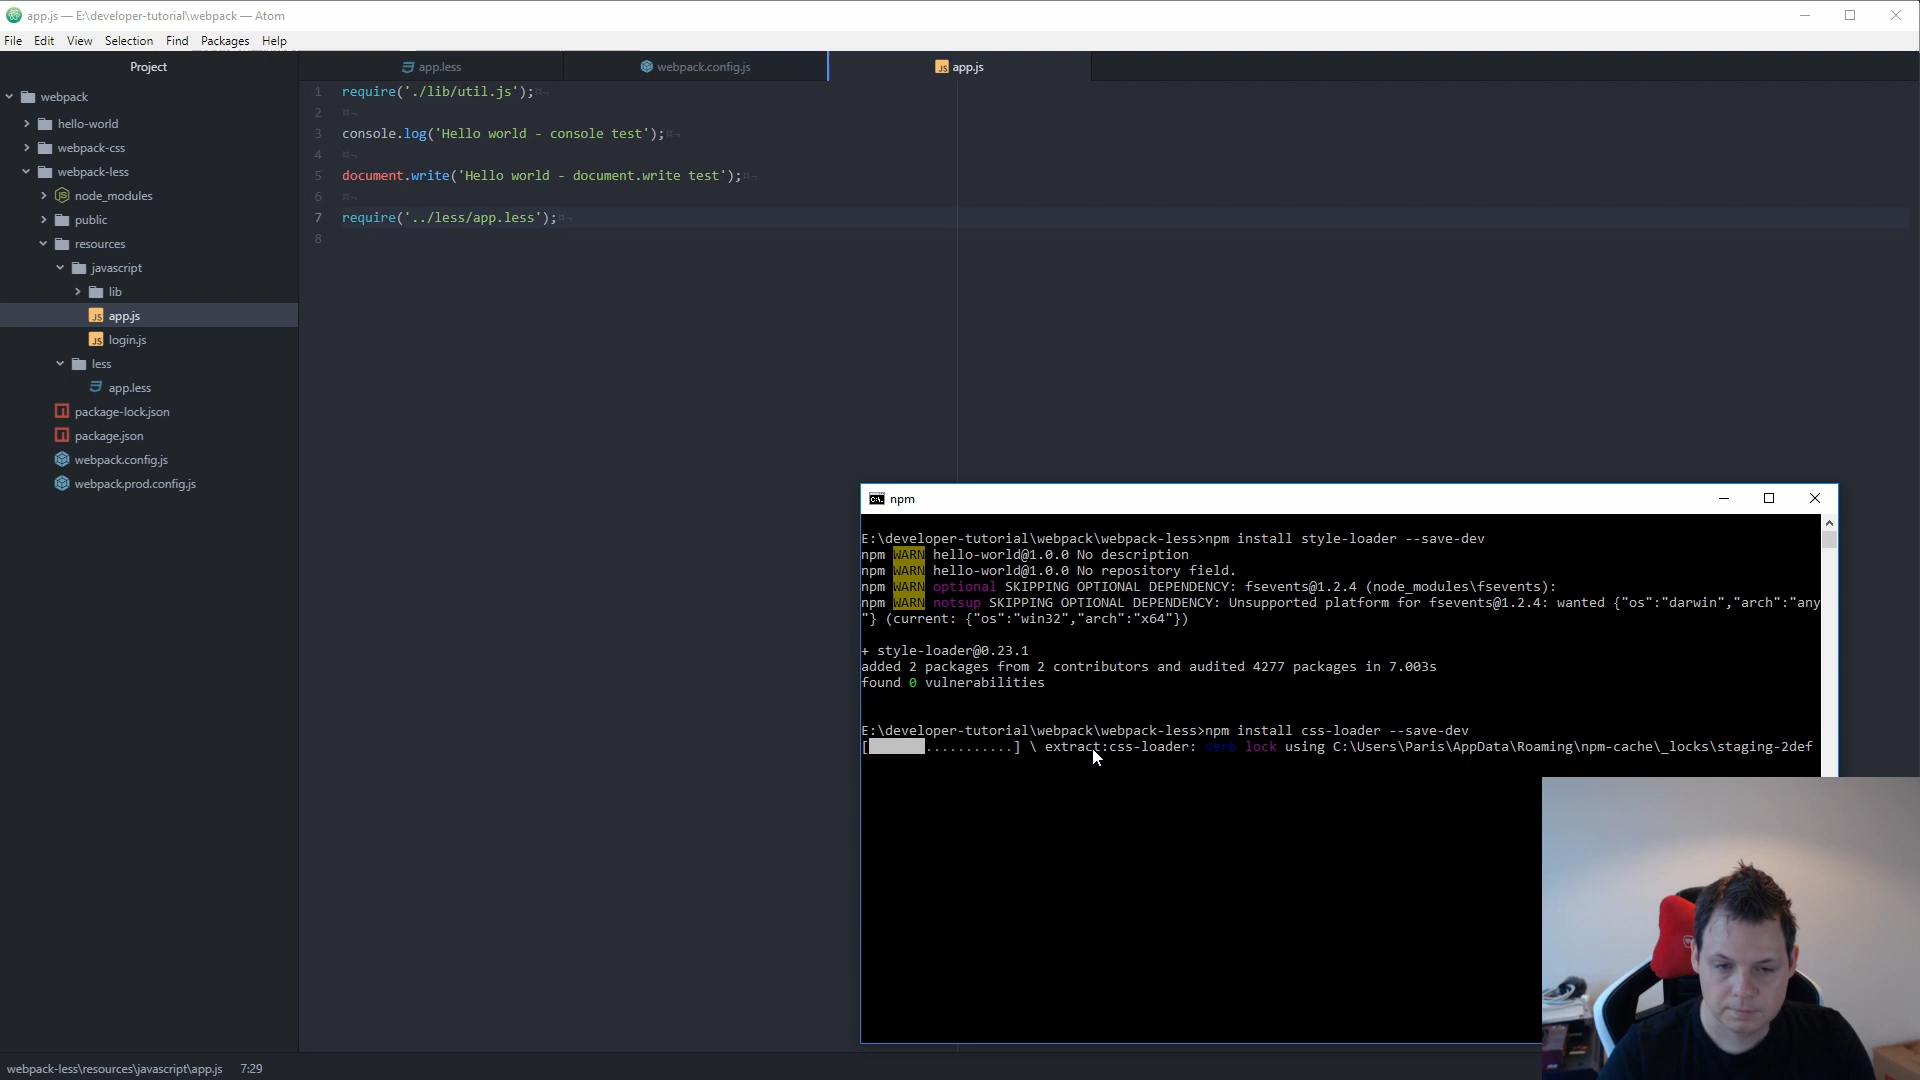 app.js — E:\developer-tutorial\webpack — Atom
File Edit View Selection Find Packages Help
Project
app.less
webpack.config.js
app.js
webpack
hello-world
webpack-css
webpack-less
node_modules
public
resources
javascript
lib
app.js
login.js
less
app.less
package-lock.json
package.json
webpack.config.js
webpack.prod.config.js
1 require('./lib/util.js');
2
3 console.log('Hello world - console test');
4
5 document.write('Hello world - document.write test');
6
7 require('../less/app.less');
8
npm
E:\developer-tutorial\webpack\webpack-less>npm install style-loader --save-dev
npm WARN hello-world@1.0.0 No description
npm WARN hello-world@1.0.0 No repository field.
npm WARN optional SKIPPING OPTIONAL DEPENDENCY: fsevents@1.2.4 (node_modules\fsevents):
npm WARN notsup SKIPPING OPTIONAL DEPENDENCY: Unsupported platform for fsevents@1.2.4: wanted {"os":"darwin","arch":"any
"} (current: {"os":"win32","arch":"x64"})
+ style-loader@0.23.1
added 2 packages from 2 contributors and audited 4277 packages in 7.003s
found 0 vulnerabilities
E:\developer-tutorial\webpack\webpack-less>npm install css-loader --save-dev
[       ...........] \ extract:css-loader: verb lock using C:\Users\Paris\AppData\Roaming\npm-cache\_locks\staging-2def
webpack-less\resources\javascript\app.js 7:29